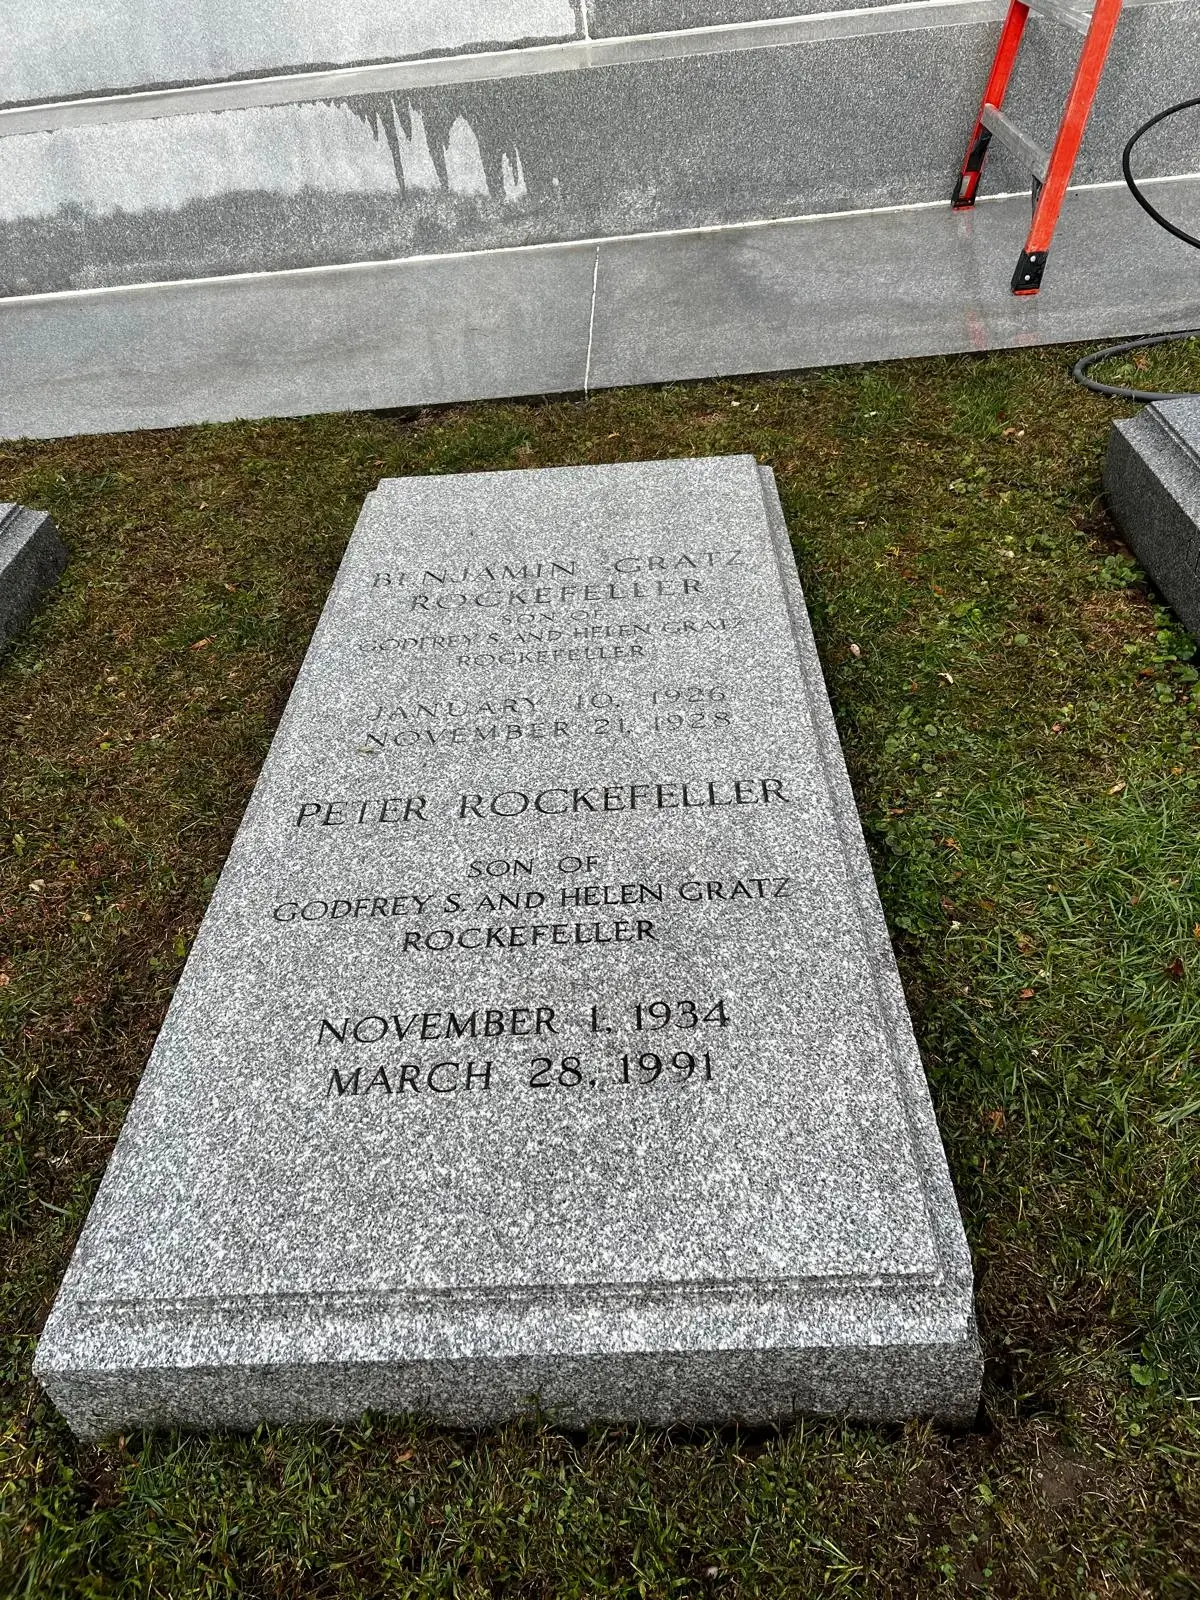 BENJAMIN GRATZ
ROCKEFELLER
SON OF
GODFREY S. AND HELEN GRATZ
ROCKEFELLER
JANUARY 10, 1926
NOVEMBER 21, 1928
PETER ROCKEFELLER
SON OF
GODFREY S. AND HELEN GRATZ
ROCKEFELLER
NOVEMBER 1, 1934
MARCH 28, 1991